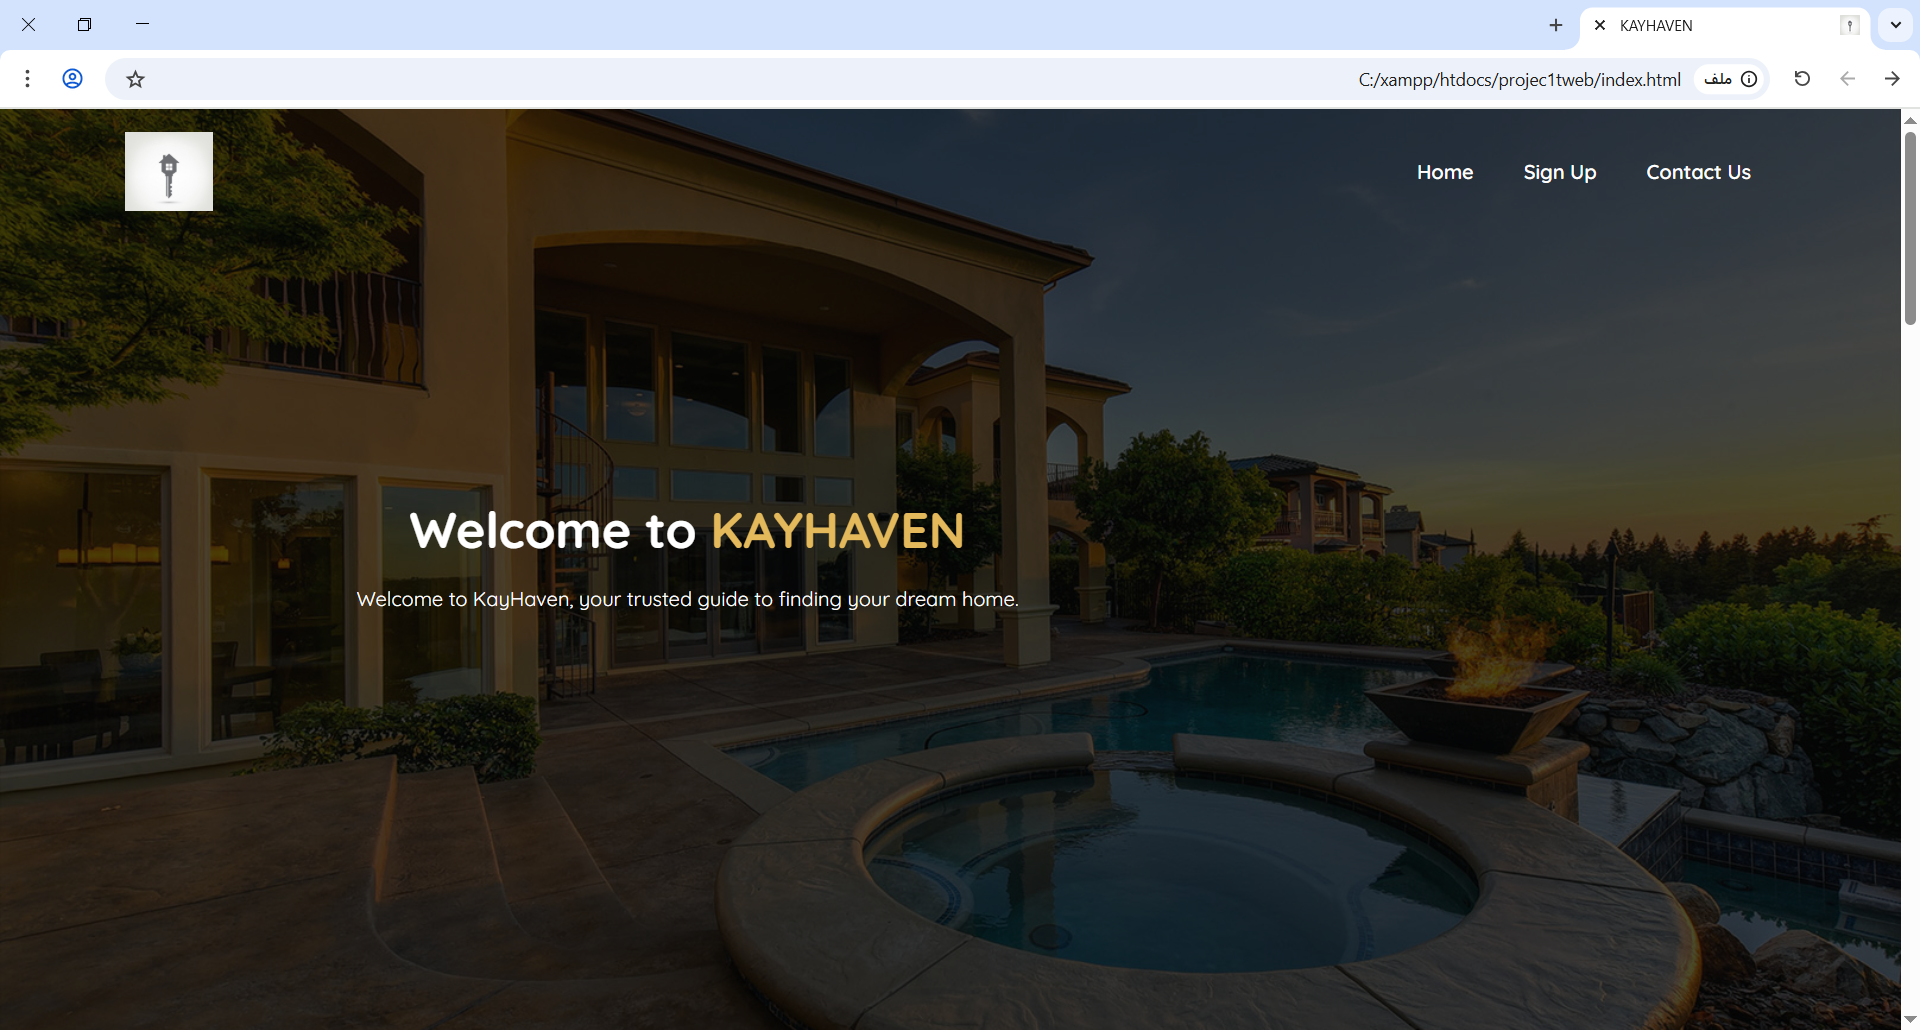 KAYHAVEN
C:/xampp/htdocs/projec1tweb/index.html ملف
Home Sign Up Contact Us
Welcome to KAYHAVEN
Welcome to KayHaven, your trusted guide to finding your dream home.